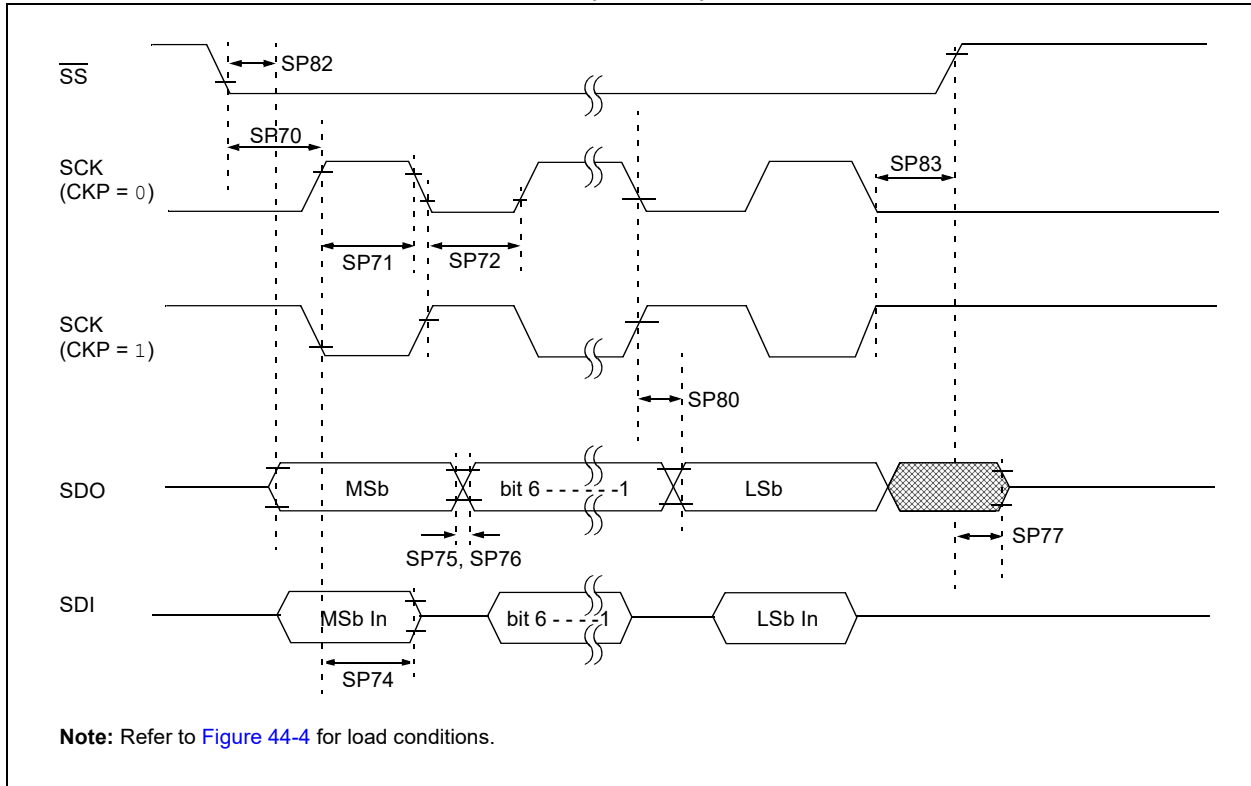 SS
SP82
SP70
SCK
(CKP = 0)
SP83
SP71
SP72
SCK
(CKP = 1)
SP80
SDO
MSb
bit 6 - - - - - -1
LSb
SP75, SP76
SP77
SDI
MSb In
bit 6 - - - -1
LSb In
SP74
Note: Refer to Figure 44-4 for load conditions.